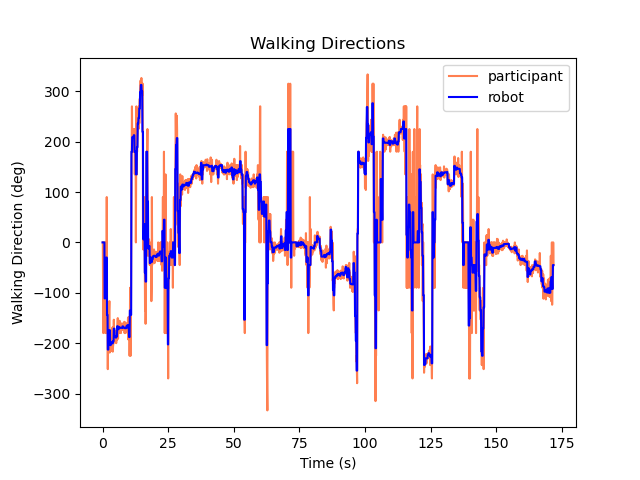 Walking Directions
participant
robot
300
200
100
0
−100
−200
−300
Walking Direction (deg)
0 25 50 75 100 125 150 175
Time (s)